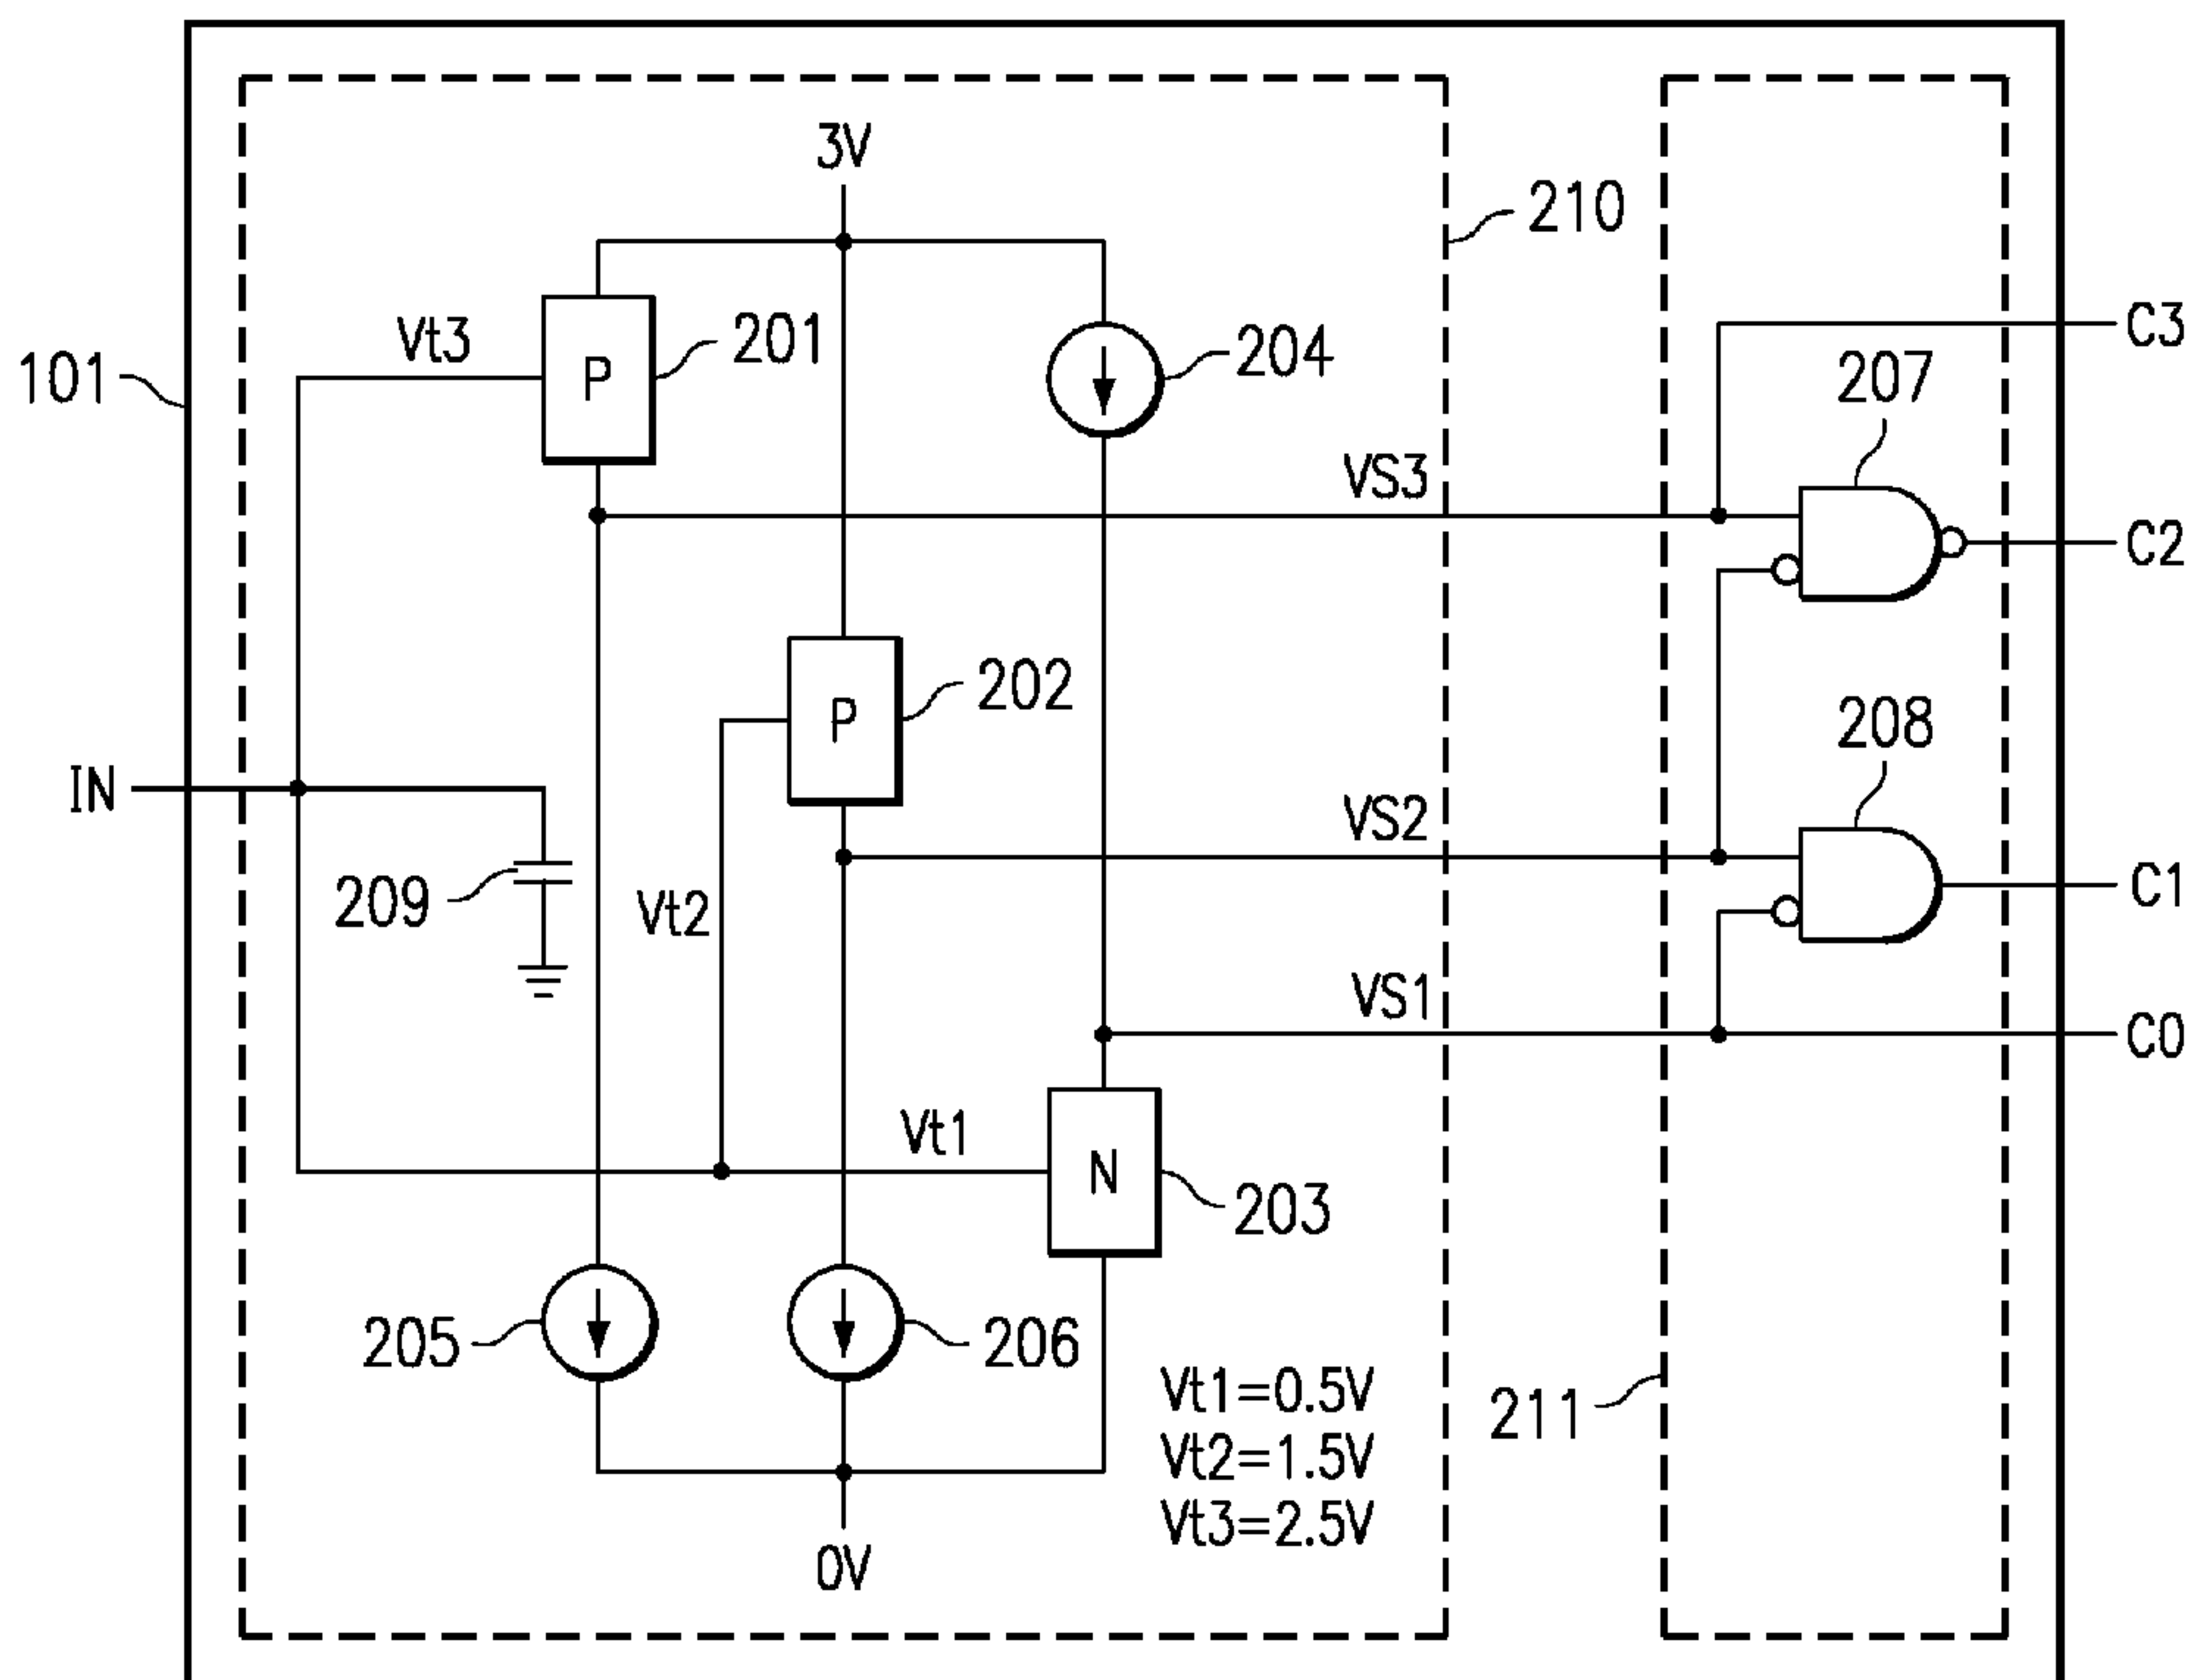 3V
210
Vt3
P
201
204
C3
101
207
VS3
C2
P
202
208
IN
VS2
209
Vt2
C1
VS1
C0
Vt1
N
203
205
206
Vt1=0.5V
211
Vt2=1.5V
Vt3=2.5V
0V